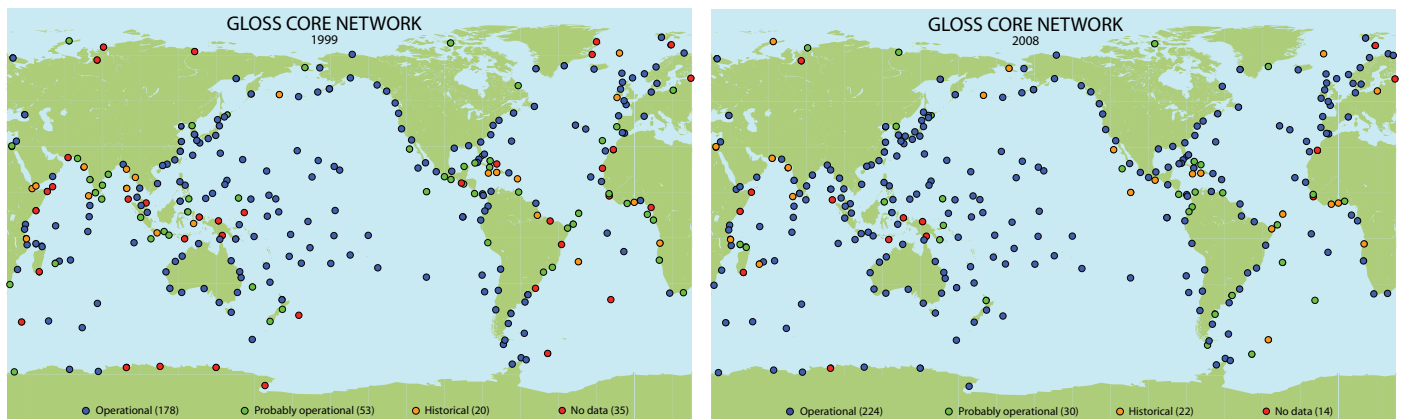 GLOSS CORE NETWORK
1999
Operational (178) Probably operational (53) Historical (20) No data (35)
GLOSS CORE NETWORK
2008
Operational (224) Probably operational (30) Historical (22) No data (14)